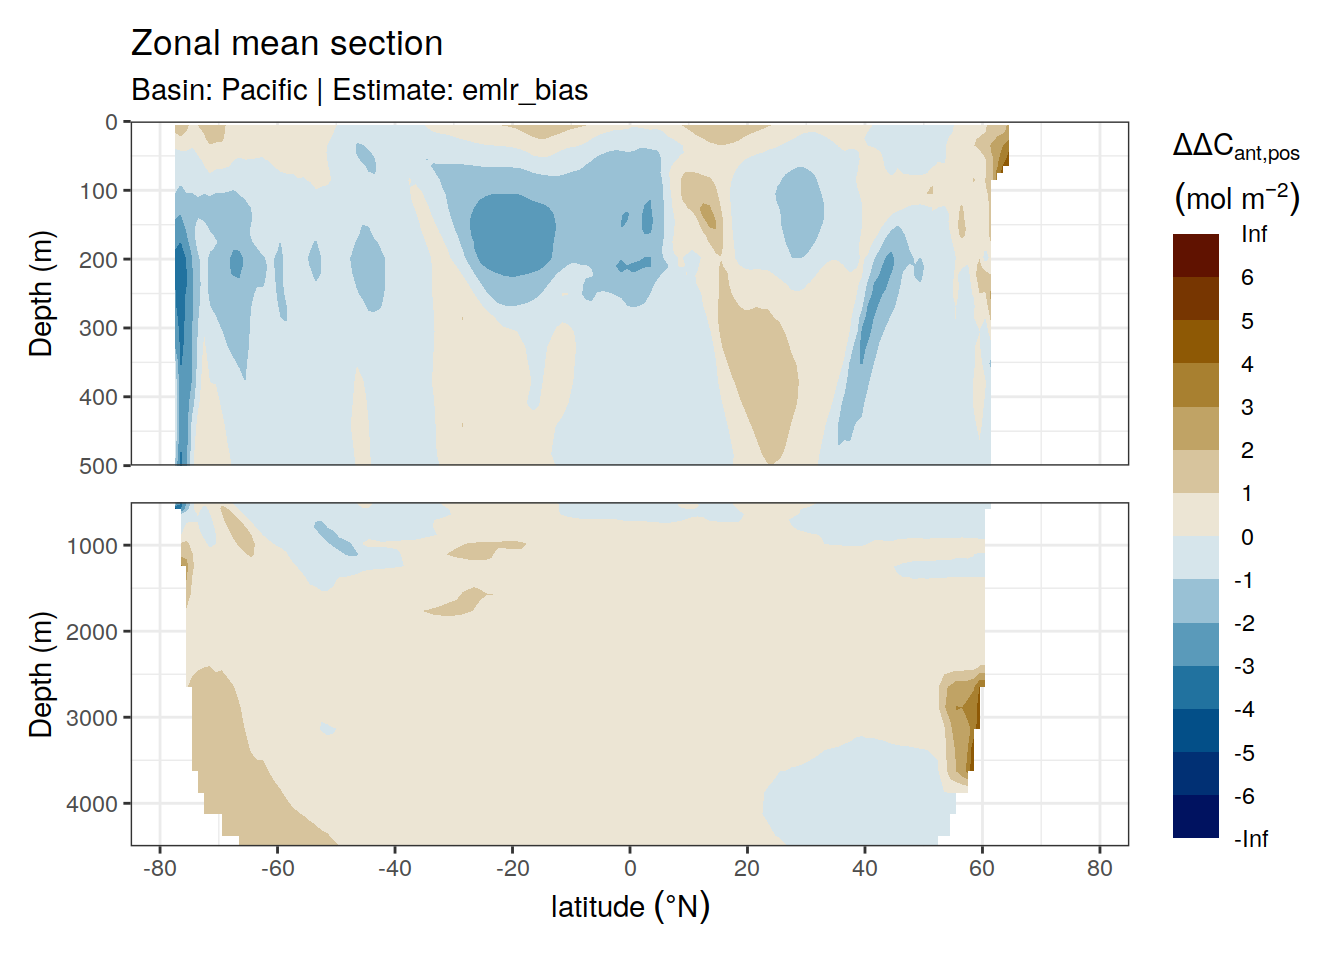 Zonal mean section
Basin: Pacific | Estimate: emlr_bias
0
100
200
300
400
500
Depth (m)
1000
2000
3000
4000
Depth (m)
-80 -60 -40 -20 0 20 40 60 80
latitude (°N)
ΔΔC_ant,pos
(mol m⁻²)
Inf
6
5
4
3
2
1
0
-1
-2
-3
-4
-5
-6
-Inf